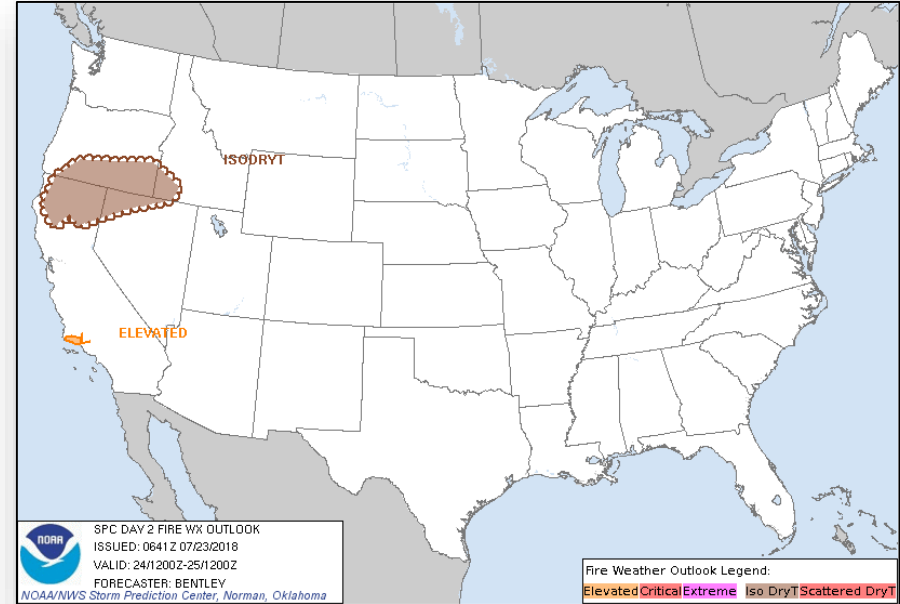 ISODRYT
ELEVATED
NOAA
SPC DAY 2 FIRE WX OUTLOOK
ISSUED: 0641Z 07/23/2018
VALID: 24/1200Z-25/1200Z
FORECASTER: BENTLEY
NOAA/NWS Storm Prediction Center, Norman, Oklahoma
Fire Weather Outlook Legend:
Elevated Critical Extreme Iso DryT Scattered DryT